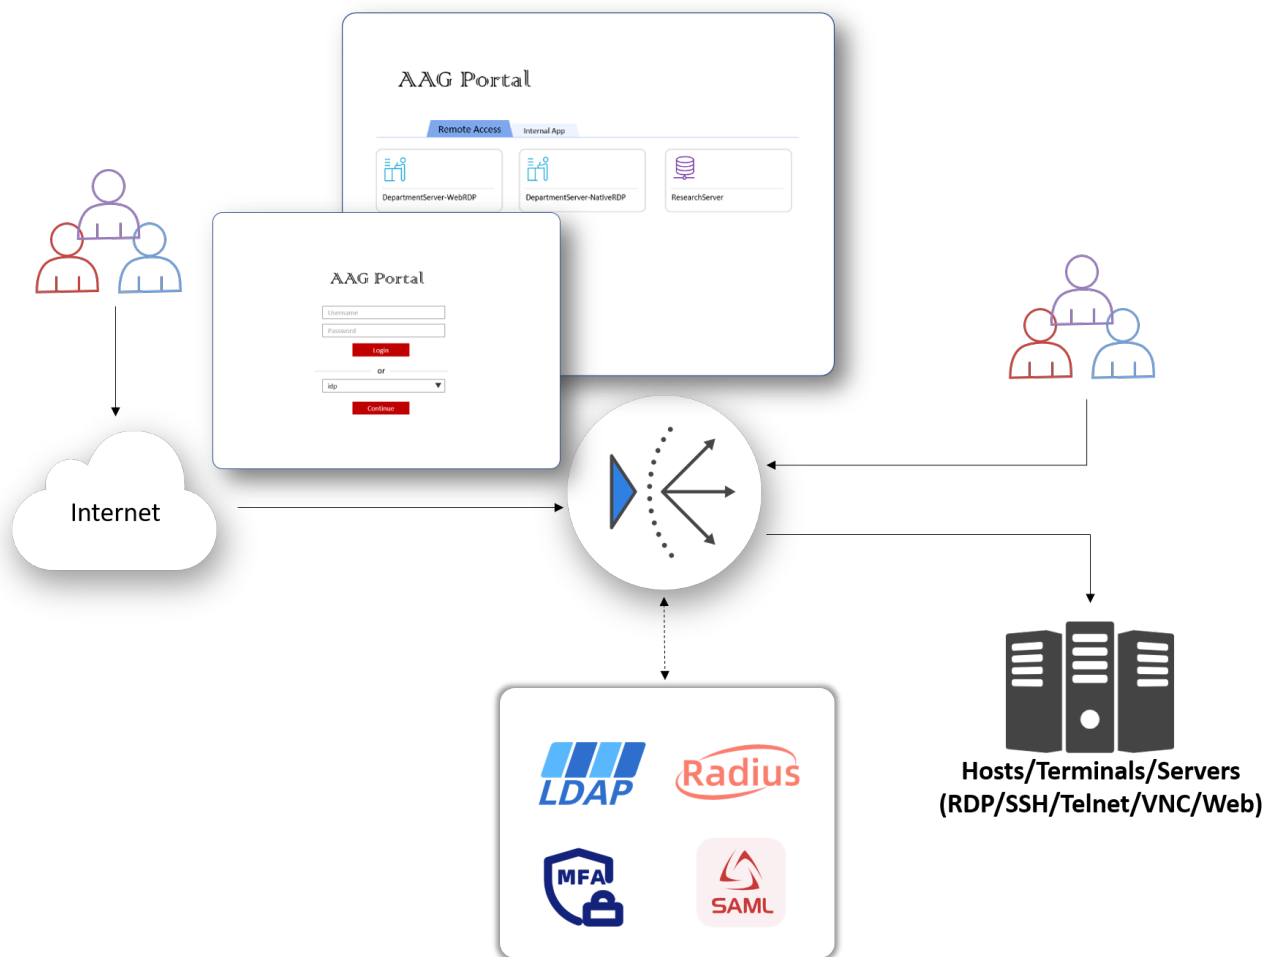 AAG Portal
Remote Access
Internal App
DepartmentServer-WebRDP
DepartmentServer-NativeRDP
ResearchServer
AAG Portal
Username
Password
Login
or
idp
Continue
Internet
LDAP
Radius
MFA
SAML
Hosts/Terminals/Servers
(RDP/SSH/Telnet/VNC/Web)